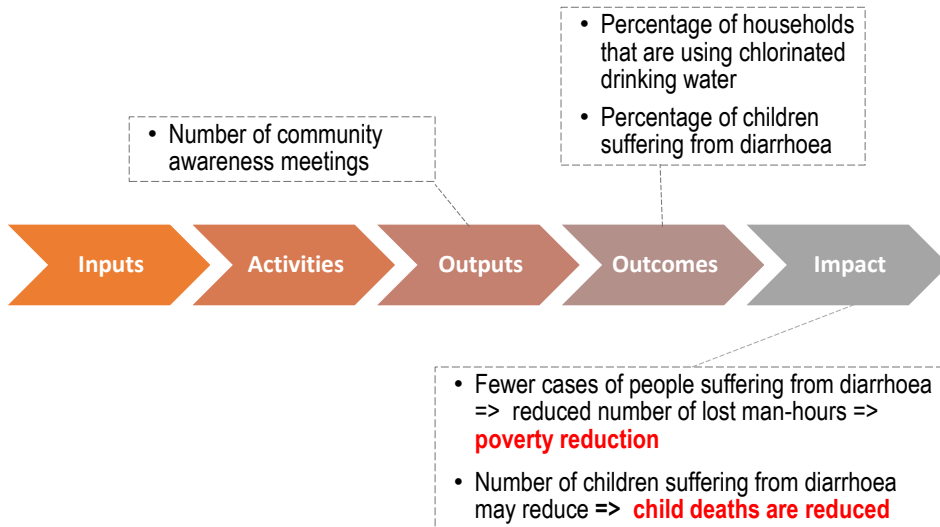 • Percentage of households
that are using chlorinated
drinking water
• Percentage of children
suffering from diarrhoea
• Number of community
awareness meetings
Inputs
Activities
Outputs
Outcomes
Impact
• Fewer cases of people suffering from diarrhoea
=> reduced number of lost man-hours =>
poverty reduction
• Number of children suffering from diarrhoea
may reduce => child deaths are reduced